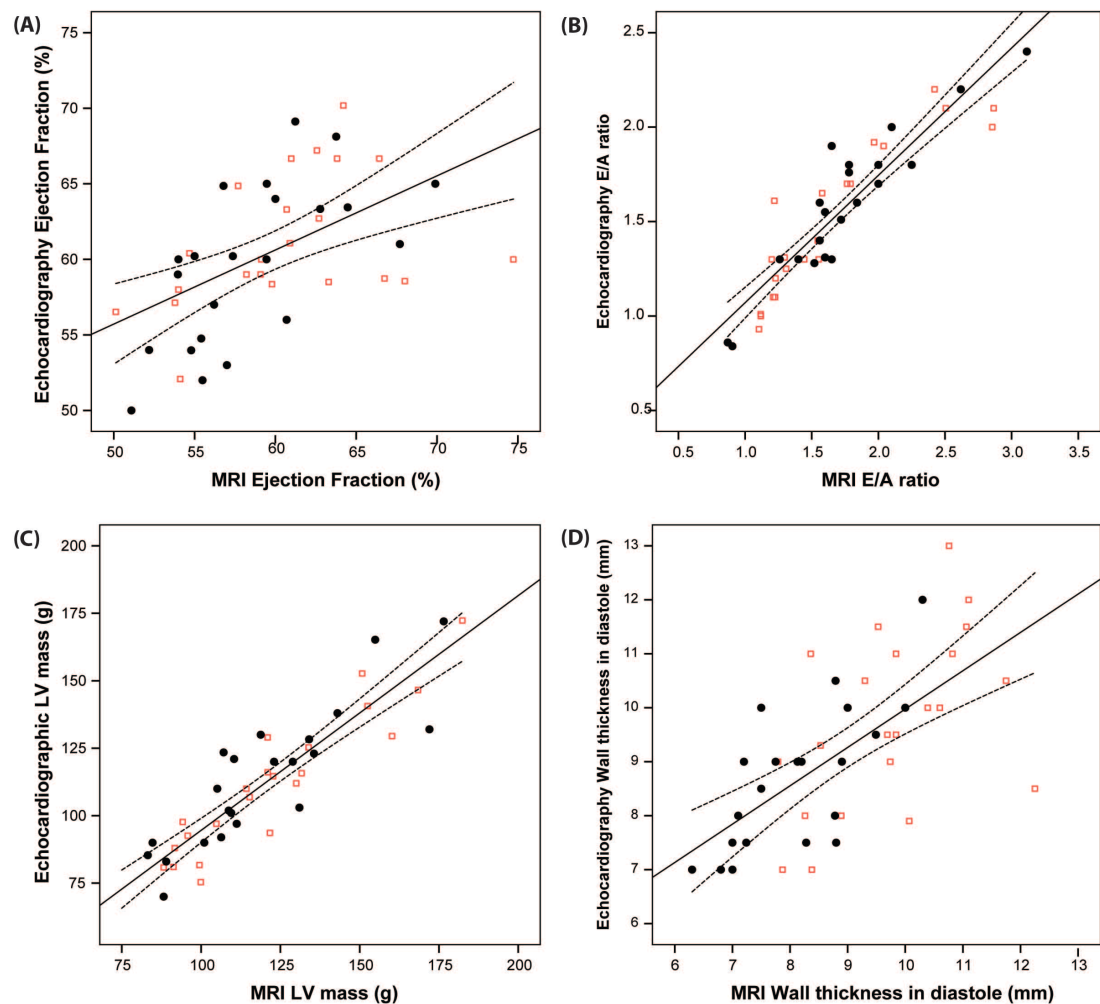 (A)
75
70
65
60
55
50
Echocardiography Ejection Fraction (%)
50 55 60 65 70 75
MRI Ejection Fraction (%)
(B)
2.5
2.0
1.5
1.0
0.5
Echocardiography E/A ratio
0.5 1.0 1.5 2.0 2.5 3.0 3.5
MRI E/A ratio
(C)
200
175
150
125
100
75
Echocardiographic LV mass (g)
75 100 125 150 175 200
MRI LV mass (g)
(D)
13
12
11
10
9
8
7
6
Echocardiography Wall thickness in diastole (mm)
6 7 8 9 10 11 12 13
MRI Wall thickness in diastole (mm)